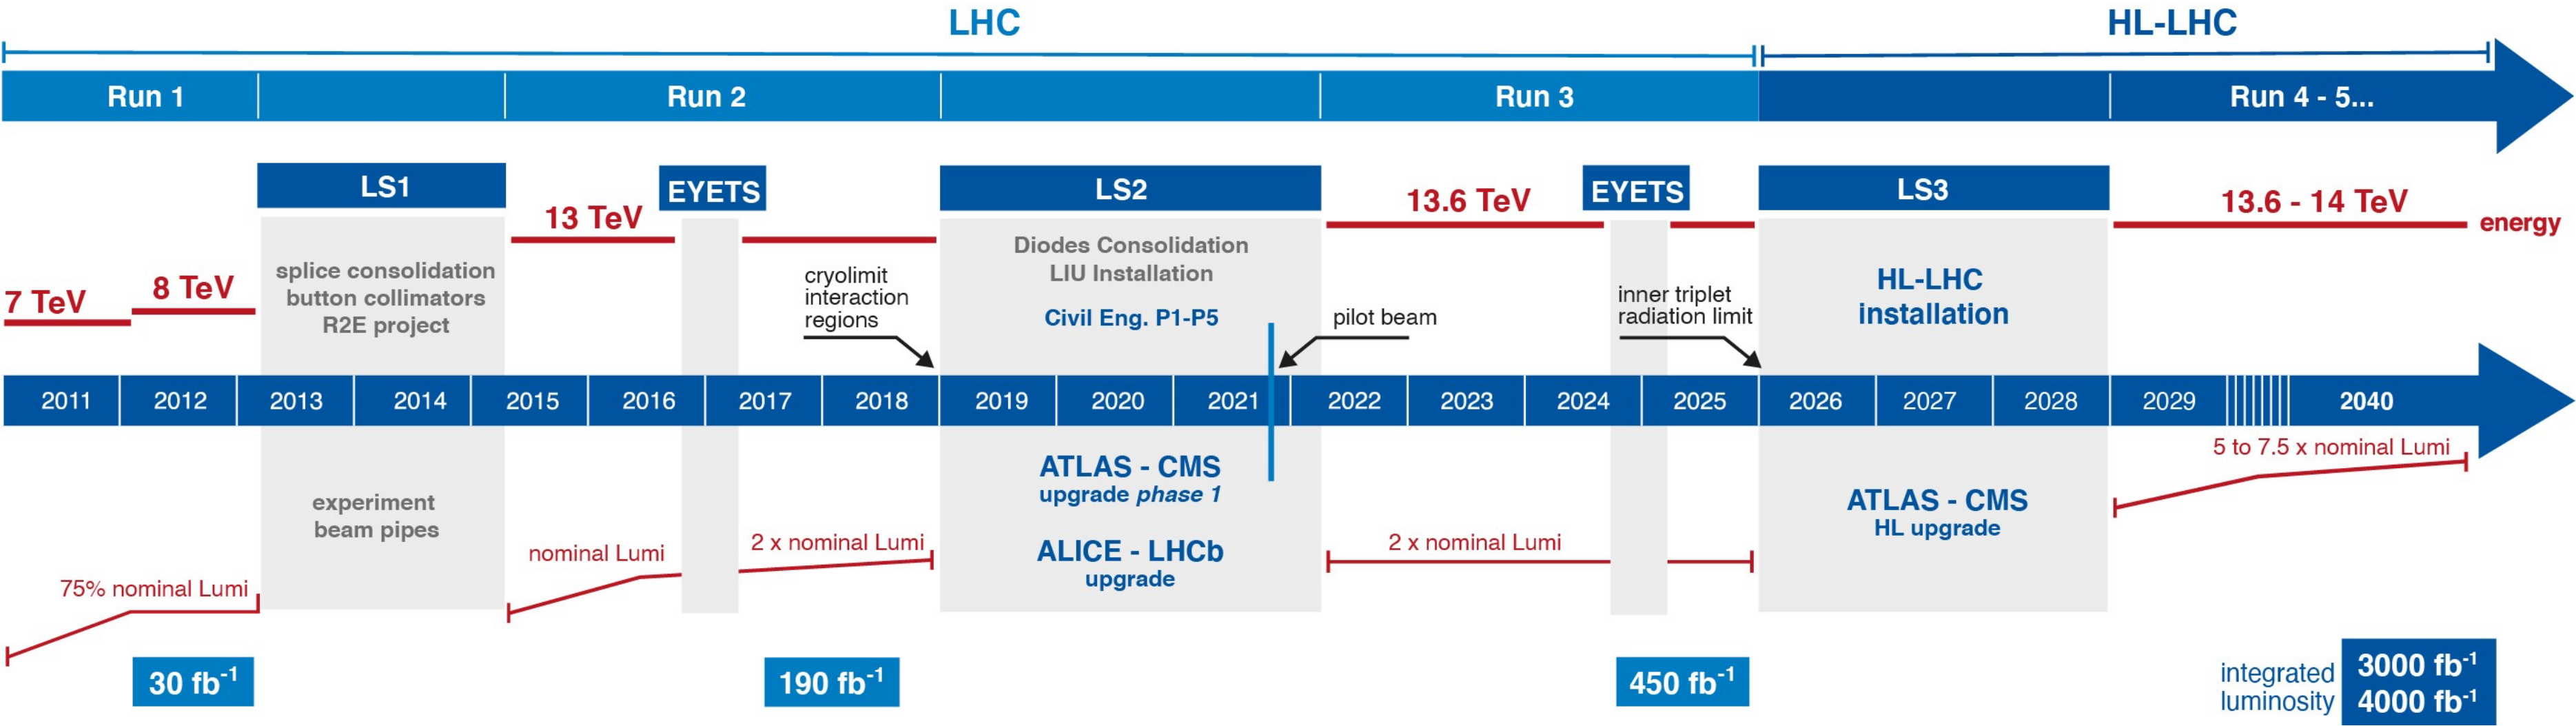 LHC
HL-LHC
Run 1
Run 2
Run 3
Run 4 - 5...
LS1
EYETS
LS2
EYETS
LS3
13 TeV
13.6 TeV
13.6 - 14 TeV
energy
7 TeV
8 TeV
splice consolidation
button collimators
R2E project
cryolimit
interaction
regions
Diodes Consolidation
LIU Installation
Civil Eng. P1-P5
pilot beam
inner triplet
radiation limit
HL-LHC
installation
2011
2012
2013
2014
2015
2016
2017
2018
2019
2020
2021
2022
2023
2024
2025
2026
2027
2028
2029
2040
5 to 7.5 x nominal Lumi
experiment
beam pipes
ATLAS - CMS
upgrade phase 1
ALICE - LHCb
upgrade
ATLAS - CMS
HL upgrade
75% nominal Lumi
nominal Lumi
2 x nominal Lumi
2 x nominal Lumi
30 fb⁻¹
190 fb⁻¹
450 fb⁻¹
integrated
luminosity
3000 fb⁻¹
4000 fb⁻¹